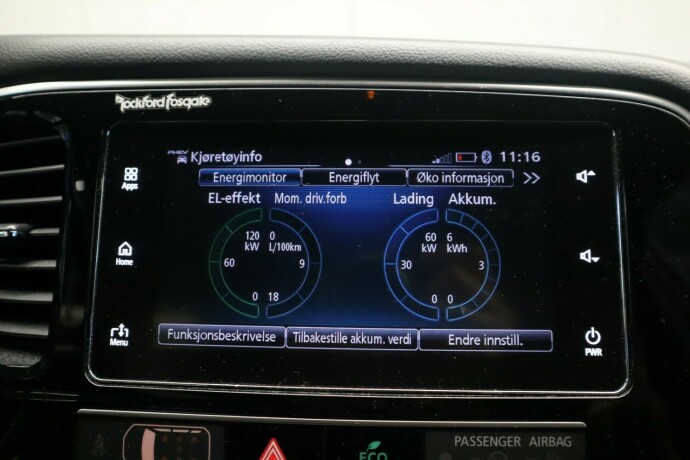 Rockford Fosgate
PHEV Kjøretøyinfo 11:16
Energimonitor Energiflyt Øko informasjon >>
EL-effekt Mom. driv.forb Lading Akkum.
120 0 60 6
kW L/100km kW kWh
60 9 30 3
0 18 0 0
Funksjonsbeskrivelse Tilbakestille akkum. verdi Endre innstill.
Apps
Home
Menu
PWR
ECO
PASSENGER AIRBAG